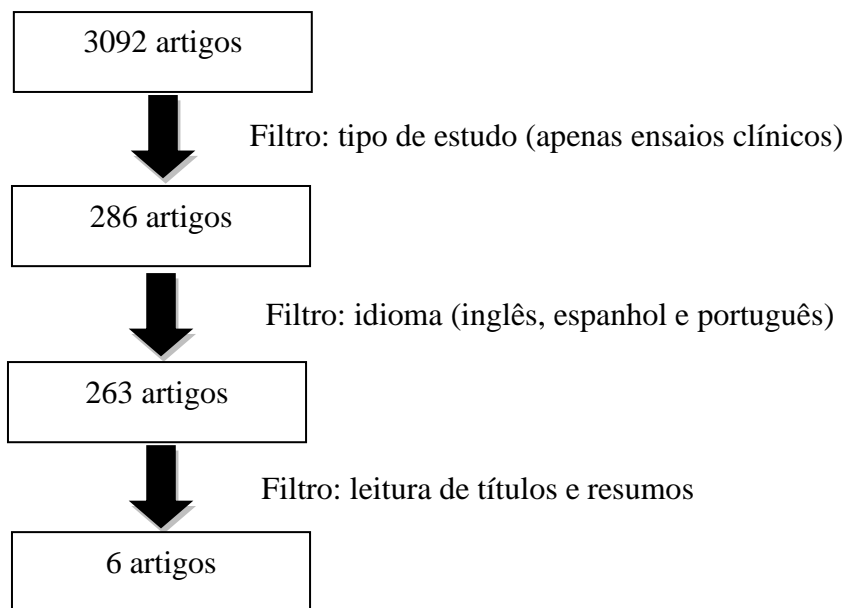 3092 artigos
Filtro: tipo de estudo (apenas ensaios clínicos)
286 artigos
Filtro: idioma (inglês, espanhol e português)
263 artigos
Filtro: leitura de títulos e resumos
6 artigos